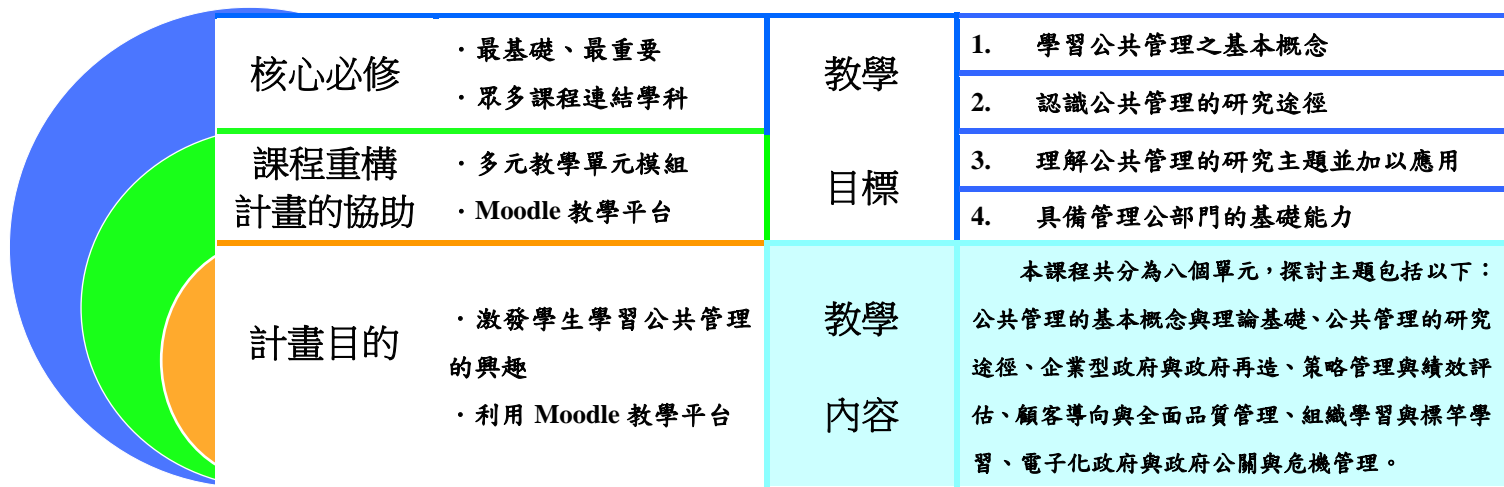 核心必修
‧最基礎、最重要
‧眾多課程連結學科
課程重構
計畫的協助
‧多元教學單元模組
‧Moodle 教學平台
計畫目的
‧激發學生學習公共管理
的興趣
‧利用 Moodle 教學平台
教學
目標
1. 學習公共管理之基本概念
2. 認識公共管理的研究途徑
3. 理解公共管理的研究主題並加以應用
4. 具備管理公部門的基礎能力
教學
內容
本課程共分為八個單元，探討主題包括以下：
公共管理的基本概念與理論基礎、公共管理的研究
途徑、企業型政府與政府再造、策略管理與績效評
估、顧客導向與全面品質管理、組織學習與標竿學
習、電子化政府與政府公關與危機管理。